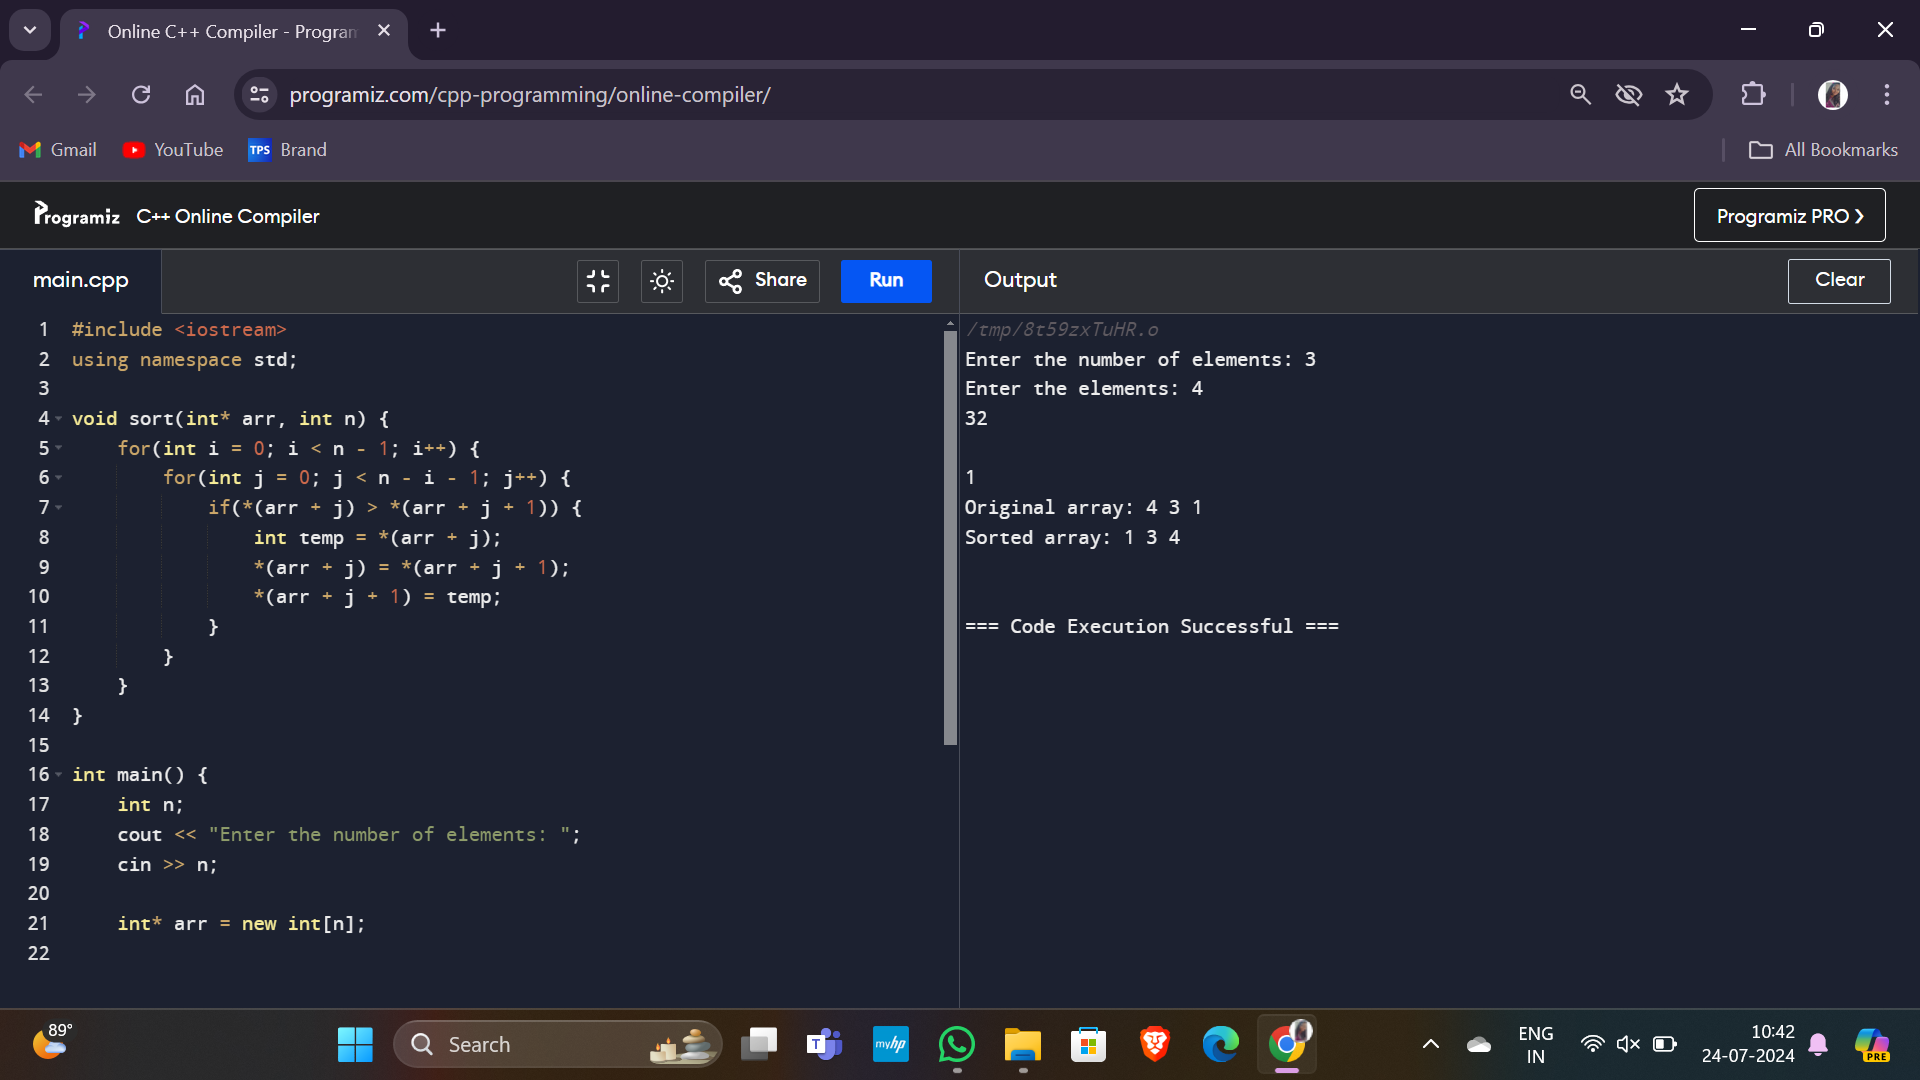 Online C++ Compiler - Program
programiz.com/cpp-programming/online-compiler/
Gmail
YouTube
TPS Brand
All Bookmarks
Programiz C++ Online Compiler
Programiz PRO ❯
main.cpp
Share
Run
Output
Clear
1 #include <iostream>
2 using namespace std;
3
4 void sort(int* arr, int n) {
5     for(int i = 0; i < n - 1; i++) {
6         for(int j = 0; j < n - i - 1; j++) {
7             if(*(arr + j) > *(arr + j + 1)) {
8                 int temp = *(arr + j);
9                 *(arr + j) = *(arr + j + 1);
10                 *(arr + j + 1) = temp;
11             }
12         }
13     }
14 }
15
16 int main() {
17     int n;
18     cout << "Enter the number of elements: ";
19     cin >> n;
20
21     int* arr = new int[n];
22
/tmp/8t59zxTuHR.o
Enter the number of elements: 3
Enter the elements: 4
32
1
Original array: 4 3 1
Sorted array: 1 3 4
=== Code Execution Successful ===
89°
Search
T
myhp
ENG
IN
10:42
24-07-2024
PRE